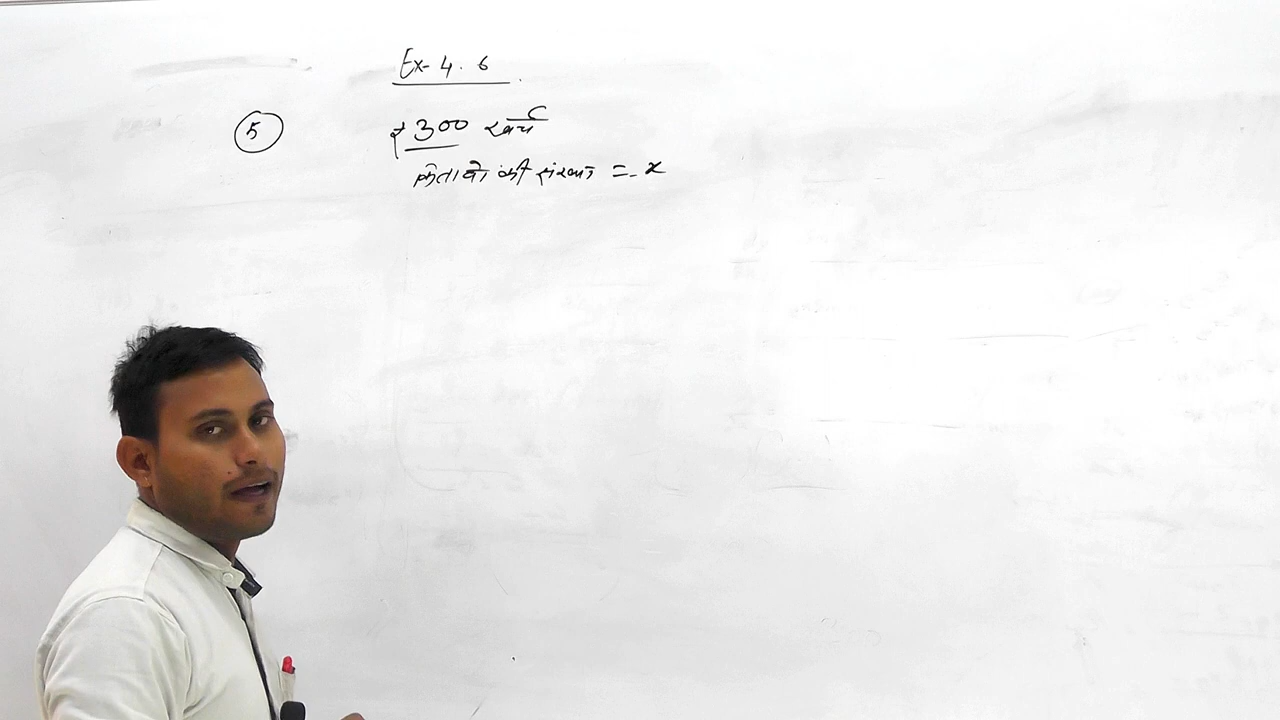 Ex- 4.6
5
₹ 300 खर्च
किताबो की संख्या = x